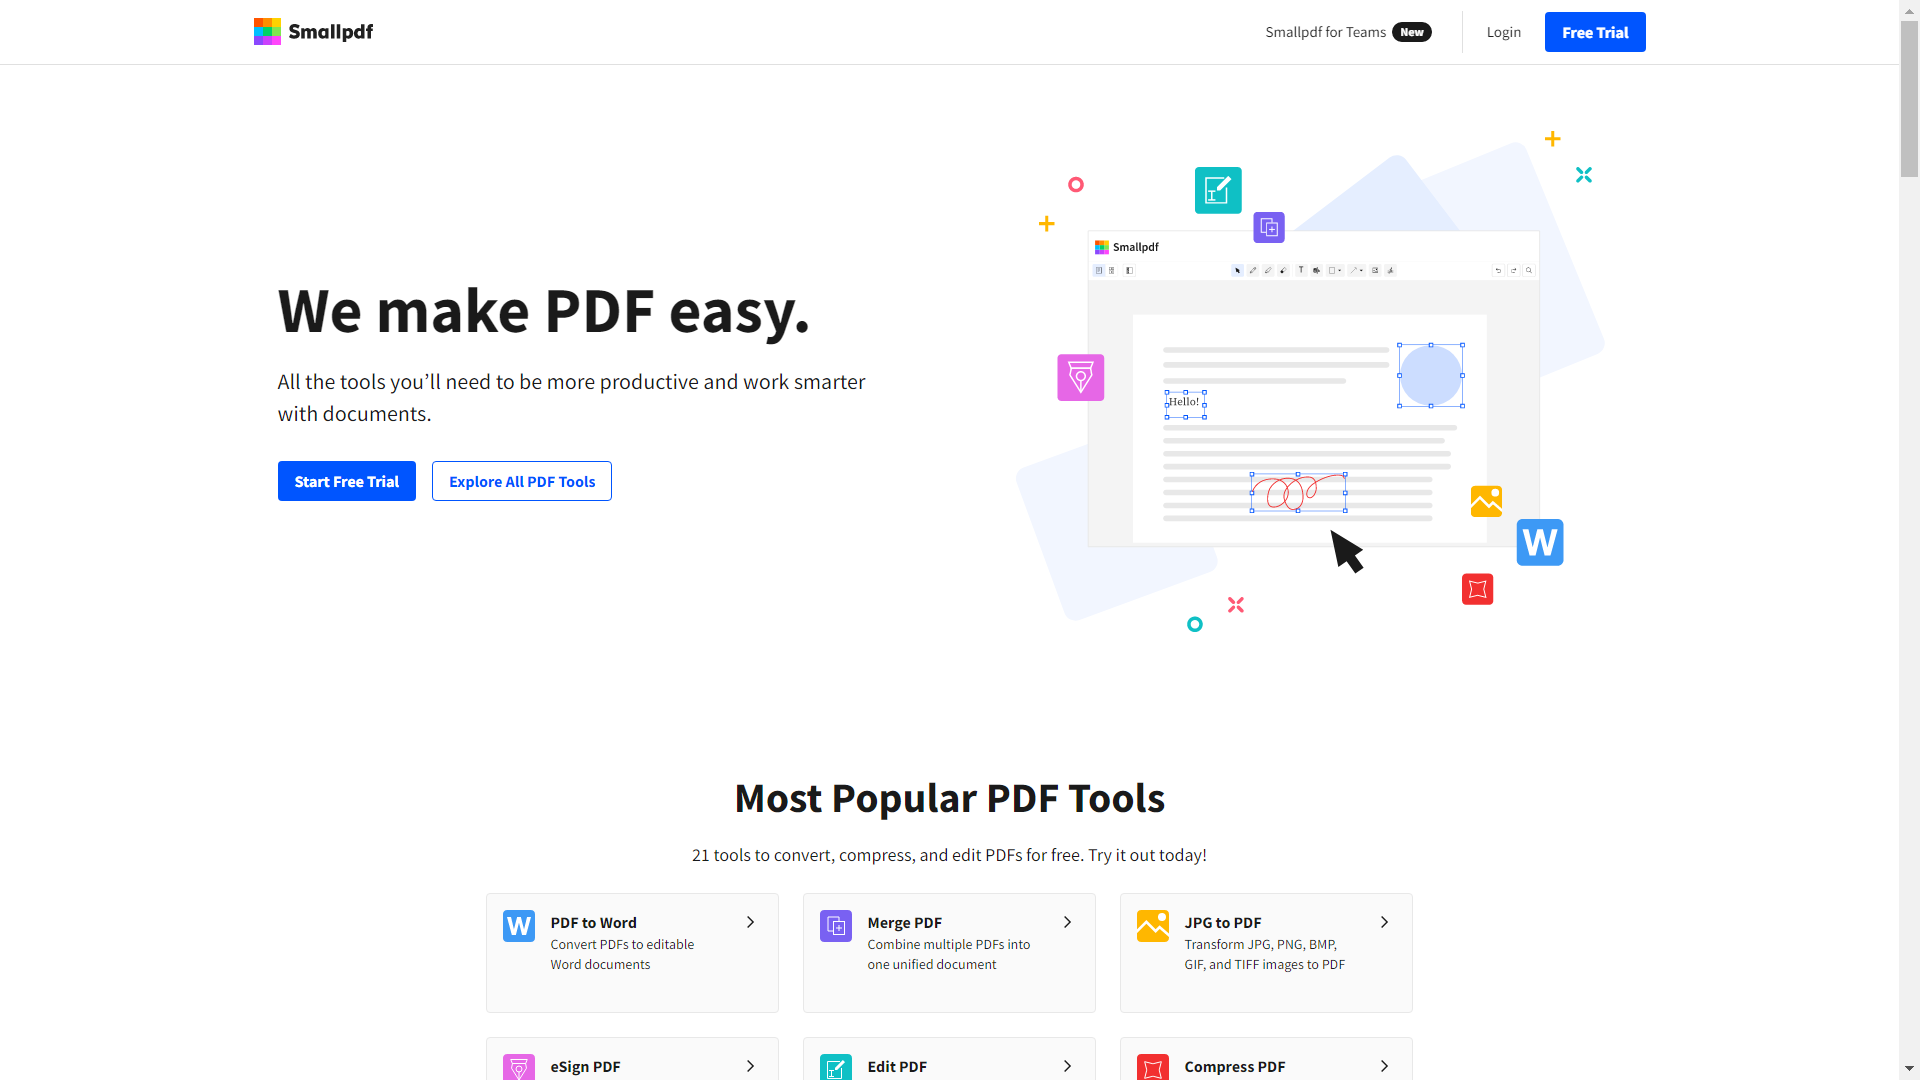 Smallpdf
Smallpdf for Teams New
Login
Free Trial
We make PDF easy.
All the tools you’ll need to be more productive and work smarter
with documents.
Start Free Trial
Explore All PDF Tools
Smallpdf
T
Hello!
W
Most Popular PDF Tools
21 tools to convert, compress, and edit PDFs for free. Try it out today!
W
PDF to Word
Convert PDFs to editable
Word documents
Merge PDF
Combine multiple PDFs into
one unified document
JPG to PDF
Transform JPG, PNG, BMP,
GIF, and TIFF images to PDF
eSign PDF
Edit PDF
Compress PDF